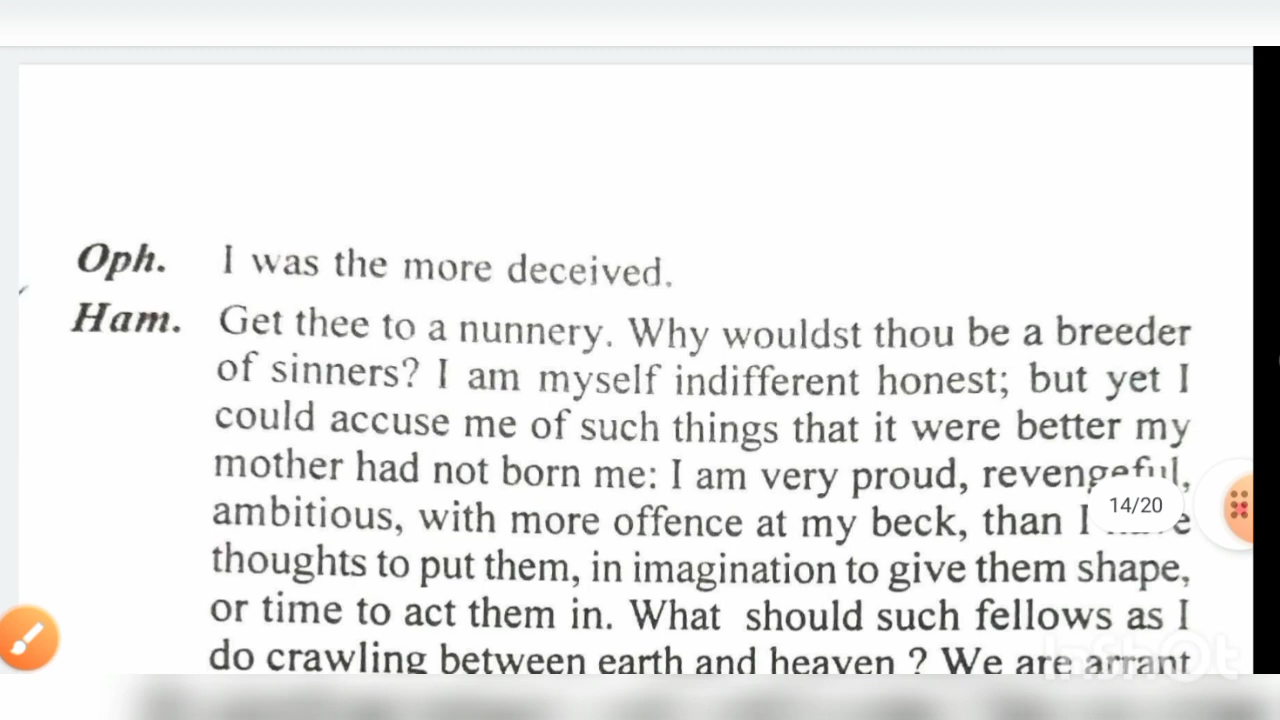 Oph. I was the more deceived.
Ham. Get thee to a nunnery. Why wouldst thou be a breeder
of sinners? I am myself indifferent honest; but yet I
could accuse me of such things that it were better my
mother had not born me: I am very proud, revengeful,
ambitious, with more offence at my beck, than I
thoughts to put them, in imagination to give them shape,
or time to act them in. What should such fellows as I
do crawling between earth and heaven ? We are arrant
14/20
InShOt